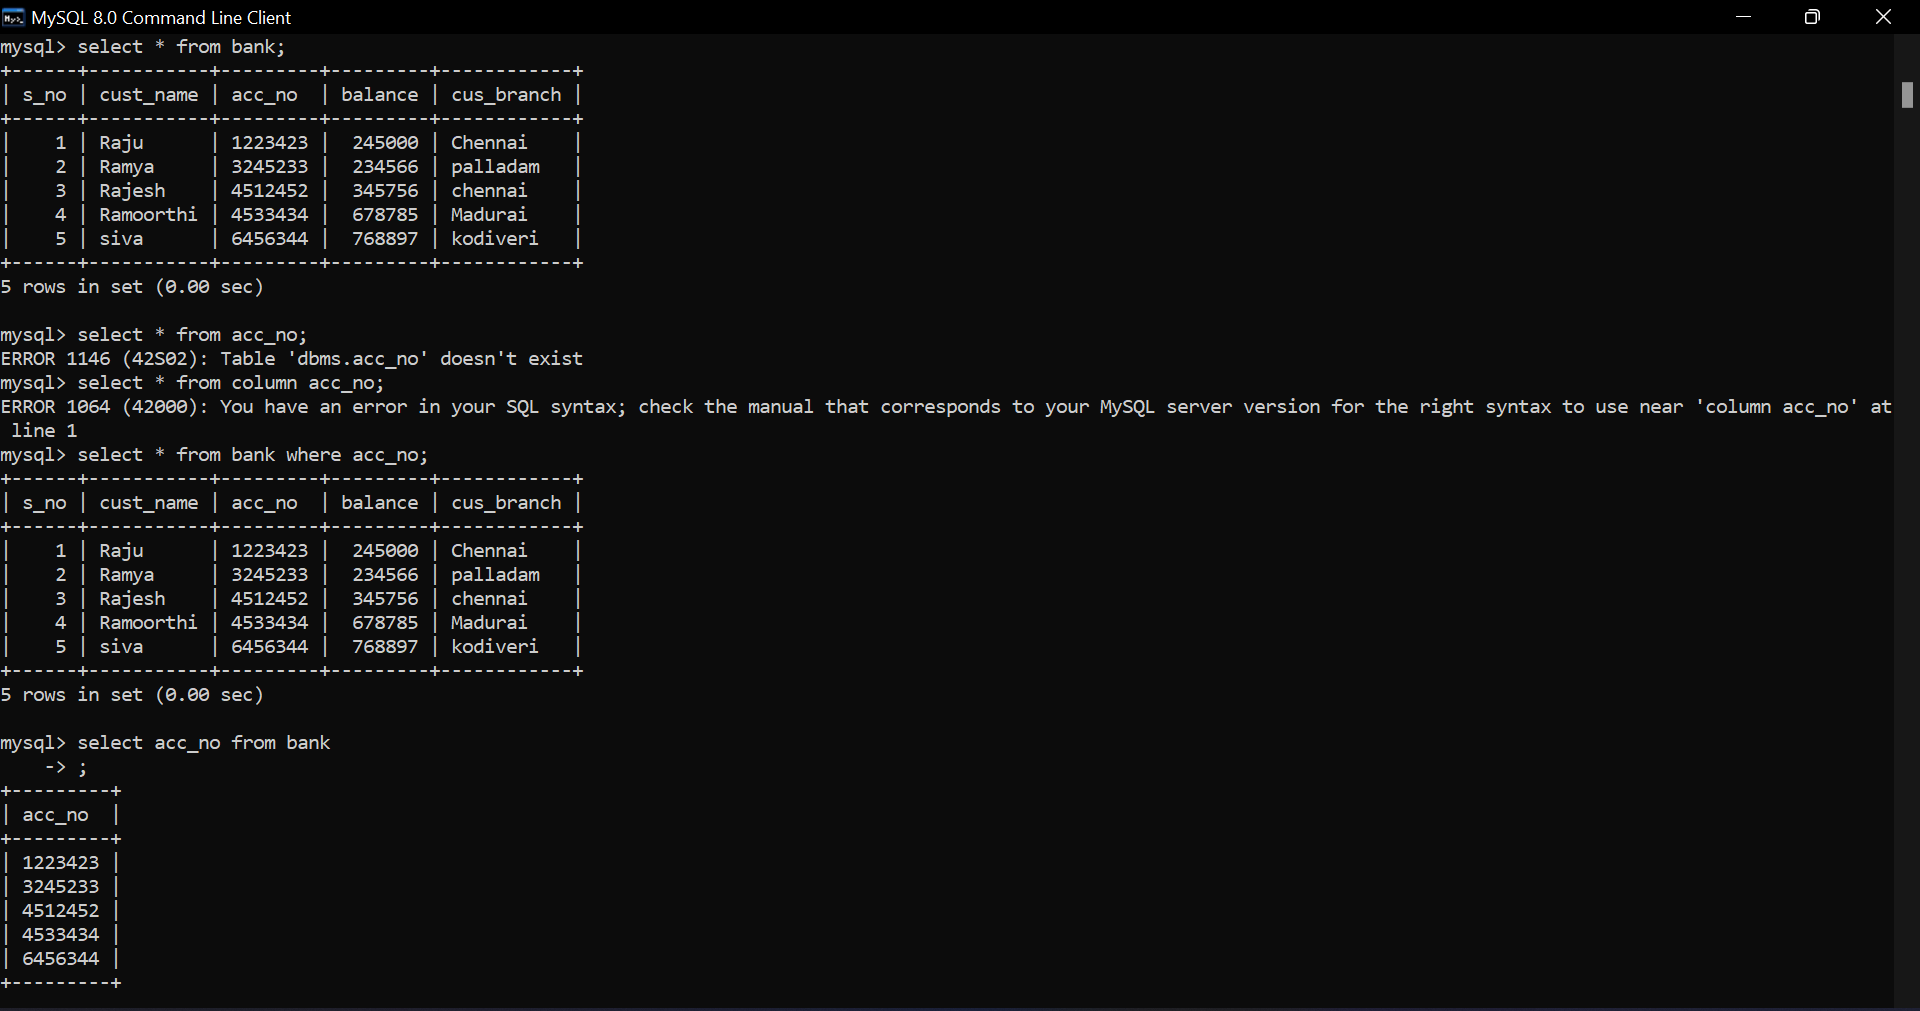 MySQL 8.0 Command Line Client
mysql> select * from bank;
+------+-----------+---------+---------+------------+
| s_no | cust_name | acc_no  | balance | cus_branch |
+------+-----------+---------+---------+------------+
|    1 | Raju      | 1223423 |  245000 | Chennai    |
|    2 | Ramya     | 3245233 |  234566 | palladam   |
|    3 | Rajesh    | 4512452 |  345756 | chennai    |
|    4 | Ramoorthi | 4533434 |  678785 | Madurai    |
|    5 | siva      | 6456344 |  768897 | kodiveri   |
+------+-----------+---------+---------+------------+
5 rows in set (0.00 sec)

mysql> select * from acc_no;
ERROR 1146 (42S02): Table 'dbms.acc_no' doesn't exist
mysql> select * from column acc_no;
ERROR 1064 (42000): You have an error in your SQL syntax; check the manual that corresponds to your MySQL server version for the right syntax to use near 'column acc_no' at
 line 1
mysql> select * from bank where acc_no;
+------+-----------+---------+---------+------------+
| s_no | cust_name | acc_no  | balance | cus_branch |
+------+-----------+---------+---------+------------+
|    1 | Raju      | 1223423 |  245000 | Chennai    |
|    2 | Ramya     | 3245233 |  234566 | palladam   |
|    3 | Rajesh    | 4512452 |  345756 | chennai    |
|    4 | Ramoorthi | 4533434 |  678785 | Madurai    |
|    5 | siva      | 6456344 |  768897 | kodiveri   |
+------+-----------+---------+---------+------------+
5 rows in set (0.00 sec)

mysql> select acc_no from bank
    -> ;
+---------+
| acc_no  |
+---------+
| 1223423 |
| 3245233 |
| 4512452 |
| 4533434 |
| 6456344 |
+---------+